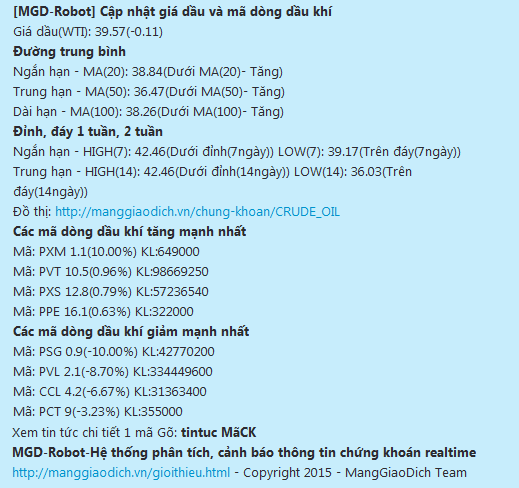 [MGD-Robot] Cập nhật giá dầu và mã dòng dầu khí
Giá dầu(WTI): 39.57(-0.11)
Đường trung bình
Ngắn hạn - MA(20): 38.84(Dưới MA(20)- Tăng)
Trung hạn - MA(50): 36.47(Dưới MA(50)- Tăng)
Dài hạn - MA(100): 38.26(Dưới MA(100)- Tăng)
Đỉnh, đáy 1 tuần, 2 tuần
Ngắn hạn - HIGH(7): 42.46(Dưới đỉnh(7ngày)) LOW(7): 39.17(Trên đáy(7ngày))
Trung hạn - HIGH(14): 42.46(Dưới đỉnh(14ngày)) LOW(14): 36.03(Trên
đáy(14ngày))
Đồ thị: http://manggiaodich.vn/chung-khoan/CRUDE_OIL
Các mã dòng dầu khí tăng mạnh nhất
Mã: PXM 1.1(10.00%) KL:649000
Mã: PVT 10.5(0.96%) KL:98669250
Mã: PXS 12.8(0.79%) KL:57236540
Mã: PPE 16.1(0.63%) KL:322000
Các mã dòng dầu khí giảm mạnh nhất
Mã: PSG 0.9(-10.00%) KL:42770200
Mã: PVL 2.1(-8.70%) KL:334449600
Mã: CCL 4.2(-6.67%) KL:31363400
Mã: PCT 9(-3.23%) KL:355000
Xem tin tức chi tiết 1 mã Gõ: tintuc MãCK
MGD-Robot-Hệ thống phân tích, cảnh báo thông tin chứng khoán realtime
http://manggiaodich.vn/gioithieu.html - Copyright 2015 - MangGiaoDich Team